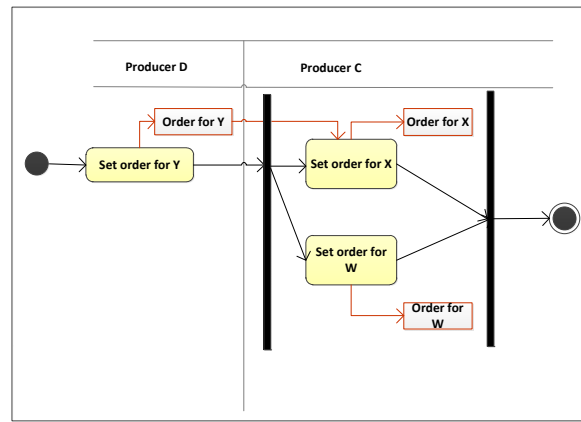 Producer D
Producer C
Order for Y
Order for X
Set order for Y
Set order for X
Set order for
W
Order for
W